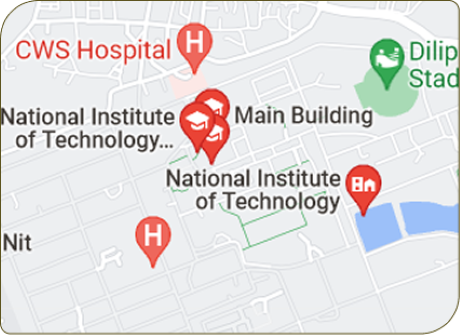 CWS Hospital
H
Dilip
Stad
National Institute
of Technology...
Main Building
National Institute
of Technology
H
Nit